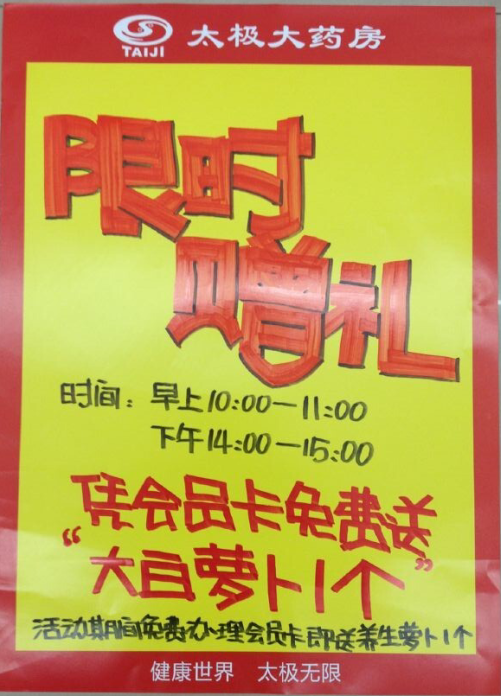 TAIJI 太极大药房
限时
赠礼
时间：早上10:00—11:00
下午14:00—15:00
凭会员卡免费送
“大白萝卜1个”
活动期间免费办理会员卡即送养生萝卜1个
健康世界 太极无限